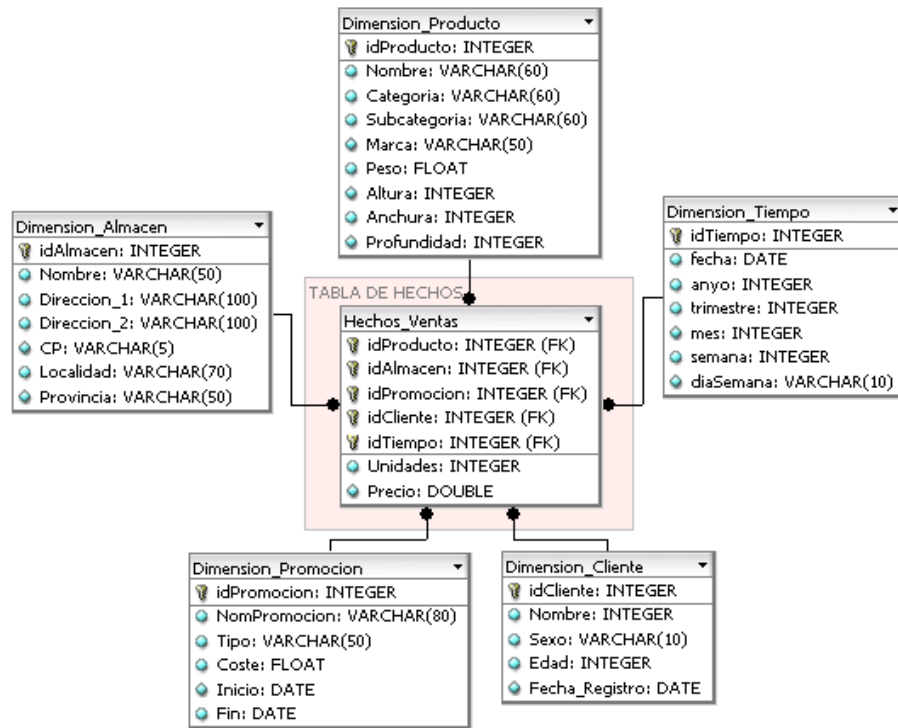 Dimension_Producto
idProducto: INTEGER
Nombre: VARCHAR(60)
Categoria: VARCHAR(60)
Subcategoria: VARCHAR(60)
Marca: VARCHAR(50)
Peso: FLOAT
Altura: INTEGER
Anchura: INTEGER
Profundidad: INTEGER
Dimension_Almacen
idAlmacen: INTEGER
Nombre: VARCHAR(50)
Direccion_1: VARCHAR(100)
Direccion_2: VARCHAR(100)
CP: VARCHAR(5)
Localidad: VARCHAR(70)
Provincia: VARCHAR(50)
Dimension_Tiempo
idTiempo: INTEGER
fecha: DATE
anyo: INTEGER
trimestre: INTEGER
mes: INTEGER
semana: INTEGER
diaSemana: VARCHAR(10)
TABLA DE HECHOS
Hechos_Ventas
idProducto: INTEGER (FK)
idAlmacen: INTEGER (FK)
idPromocion: INTEGER (FK)
idCliente: INTEGER (FK)
idTiempo: INTEGER (FK)
Unidades: INTEGER
Precio: DOUBLE
Dimension_Promocion
idPromocion: INTEGER
NomPromocion: VARCHAR(80)
Tipo: VARCHAR(50)
Coste: FLOAT
Inicio: DATE
Fin: DATE
Dimension_Cliente
idCliente: INTEGER
Nombre: INTEGER
Sexo: VARCHAR(10)
Edad: INTEGER
Fecha_Registro: DATE